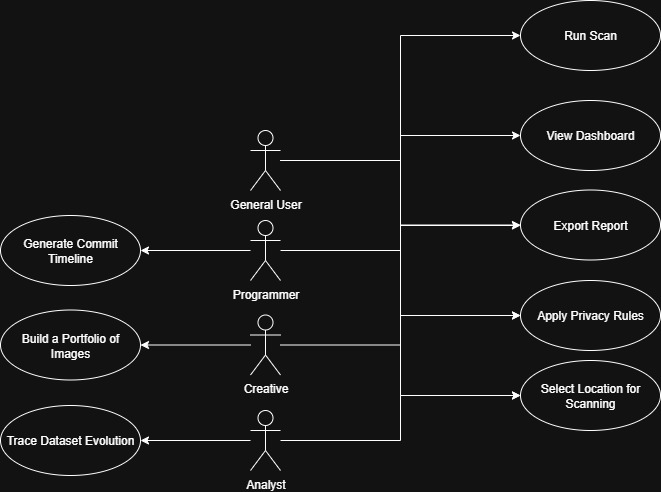 Run Scan
View Dashboard
General User
Export Report
Generate Commit
Timeline
Programmer
Apply Privacy Rules
Build a Portfolio of
Images
Creative
Select Location for
Scanning
Trace Dataset Evolution
Analyst